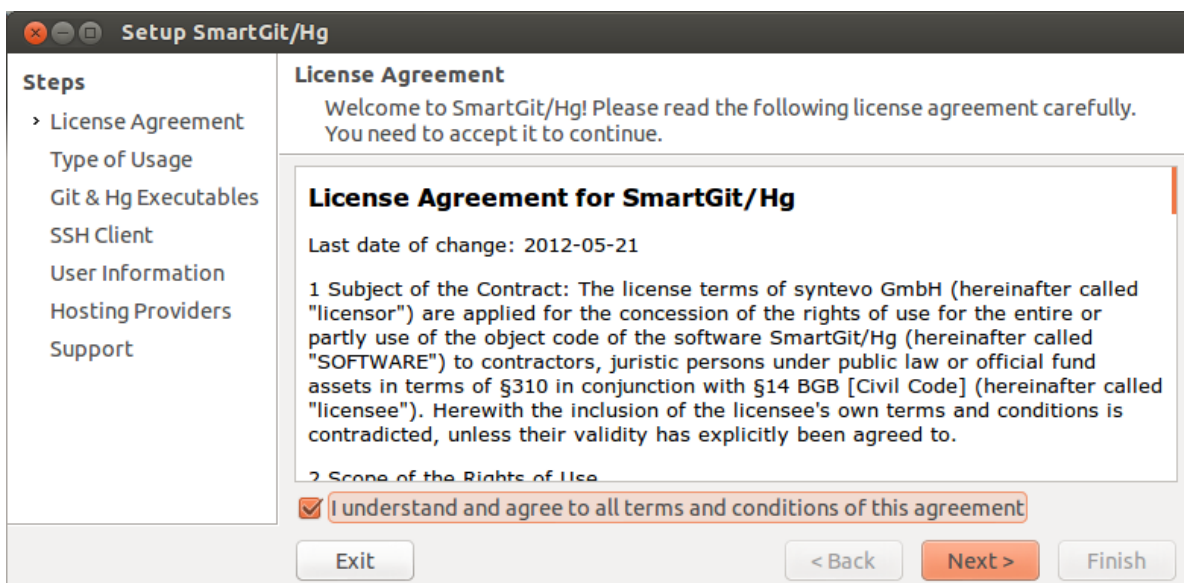 Setup SmartGit/Hg
Steps
License Agreement
Type of Usage
Git & Hg Executables
SSH Client
User Information
Hosting Providers
Support
License Agreement
Welcome to SmartGit/Hg! Please read the following license agreement carefully.
You need to accept it to continue.
License Agreement for SmartGit/Hg
Last date of change: 2012-05-21
1 Subject of the Contract: The license terms of syntevo GmbH (hereinafter called
"licensor") are applied for the concession of the rights of use for the entire or
partly use of the object code of the software SmartGit/Hg (hereinafter called
"SOFTWARE") to contractors, juristic persons under public law or official fund
assets in terms of §310 in conjunction with §14 BGB [Civil Code] (hereinafter called
"licensee"). Herewith the inclusion of the licensee's own terms and conditions is
contradicted, unless their validity has explicitly been agreed to.
2 Scope of the Rights of Use
I understand and agree to all terms and conditions of this agreement
Exit
< Back
Next >
Finish